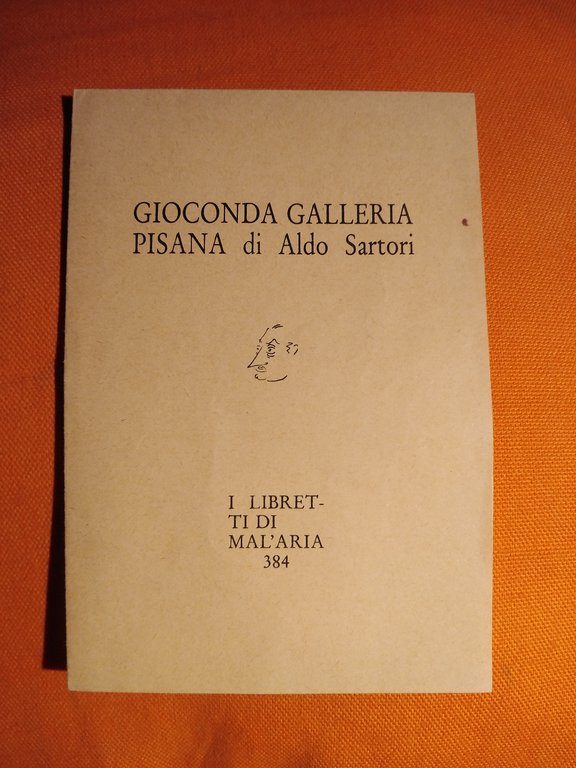 GIOCONDA GALLERIA
PISANA di Aldo Sartori
I LIBRET-
TI DI
MAL'ARIA
384